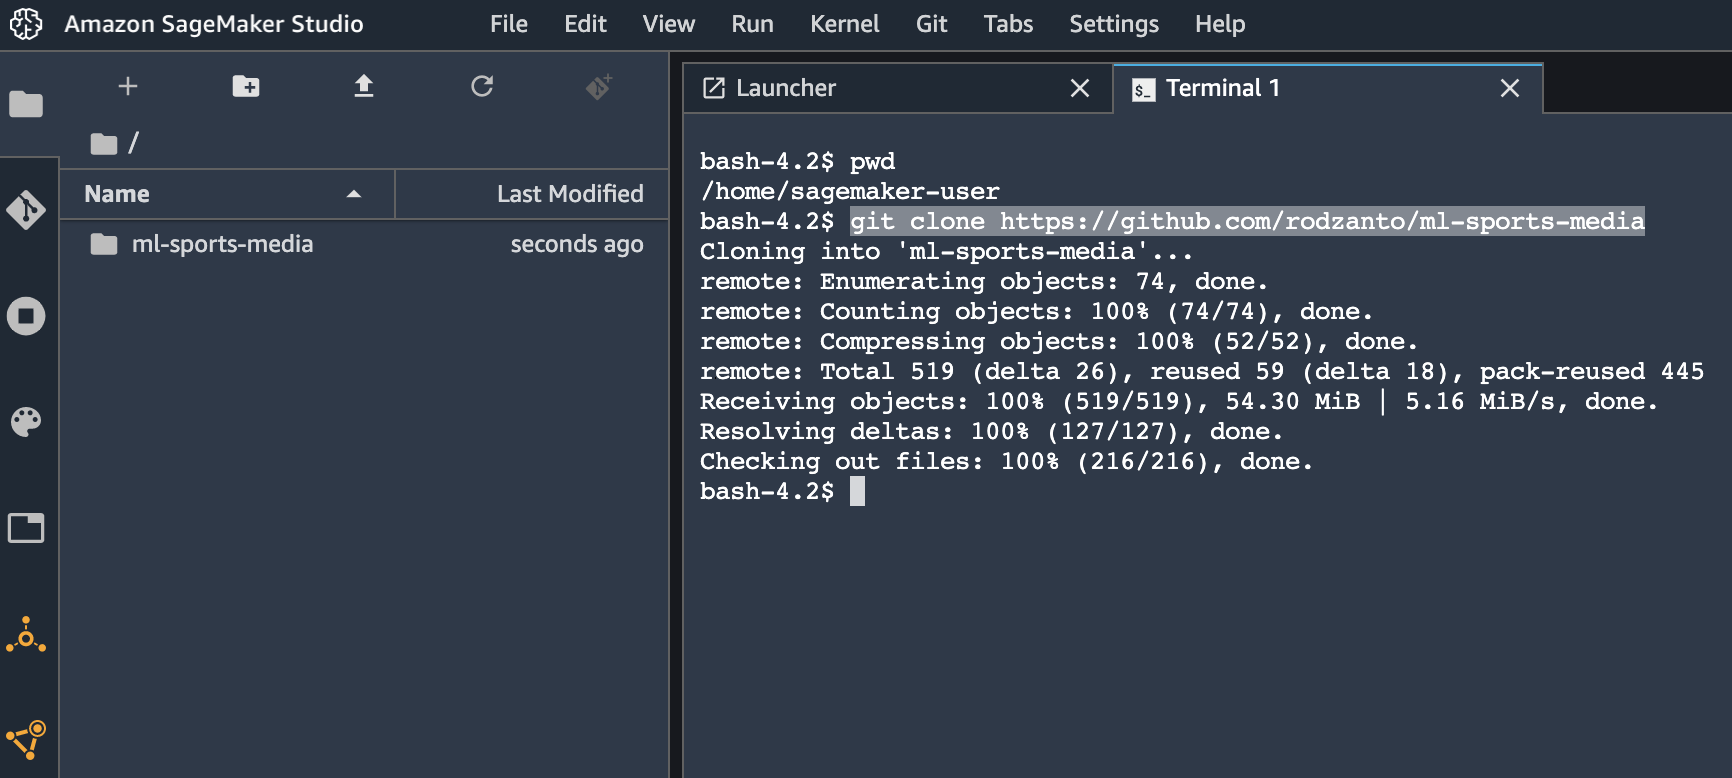 Amazon SageMaker Studio File Edit View Run Kernel Git Tabs Settings Help
Launcher
$_ Terminal 1
/
Name Last Modified
ml-sports-media seconds ago
bash-4.2$ pwd
/home/sagemaker-user
bash-4.2$ git clone https://github.com/rodzanto/ml-sports-media
Cloning into 'ml-sports-media'...
remote: Enumerating objects: 74, done.
remote: Counting objects: 100% (74/74), done.
remote: Compressing objects: 100% (52/52), done.
remote: Total 519 (delta 26), reused 59 (delta 18), pack-reused 445
Receiving objects: 100% (519/519), 54.30 MiB | 5.16 MiB/s, done.
Resolving deltas: 100% (127/127), done.
Checking out files: 100% (216/216), done.
bash-4.2$